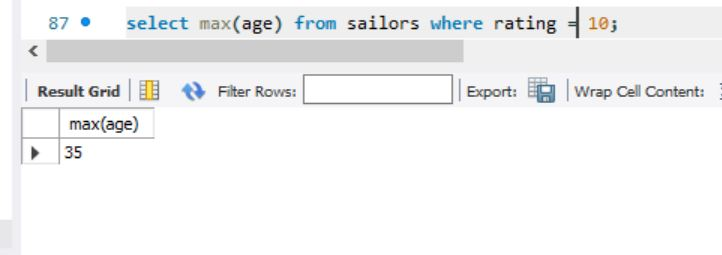 87 select max(age) from sailors where rating = 10;
Result Grid Filter Rows: Export: Wrap Cell Content:
max(age)
35